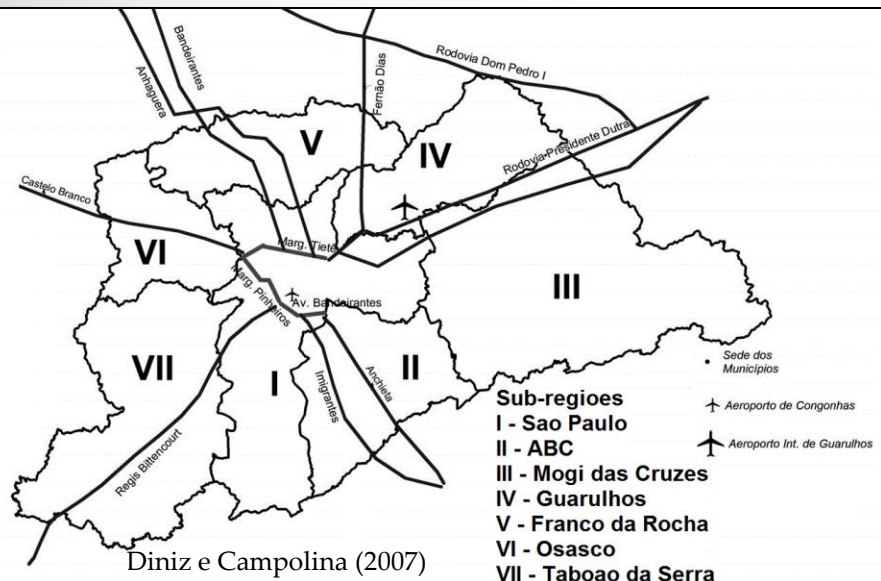 Bandeirantes
Anhaguera
Fernão Dias
Rodovia Dom Pedro I
V
IV
Rodovia Presidente Dutra
Castelo Branco
Marg. Tietê
VI
Marg. Pinheiros
Av. Bandeirantes
III
VII
I
II
Imigrantes
Anchieta
Regis Bittencourt
Sede dos
Municípios
Aeroporto de Congonhas
Aeroporto Int. de Guarulhos
Sub-regioes
I - Sao Paulo
II - ABC
III - Mogi das Cruzes
IV - Guarulhos
V - Franco da Rocha
VI - Osasco
VII - Taboao da Serra
Diniz e Campolina (2007)